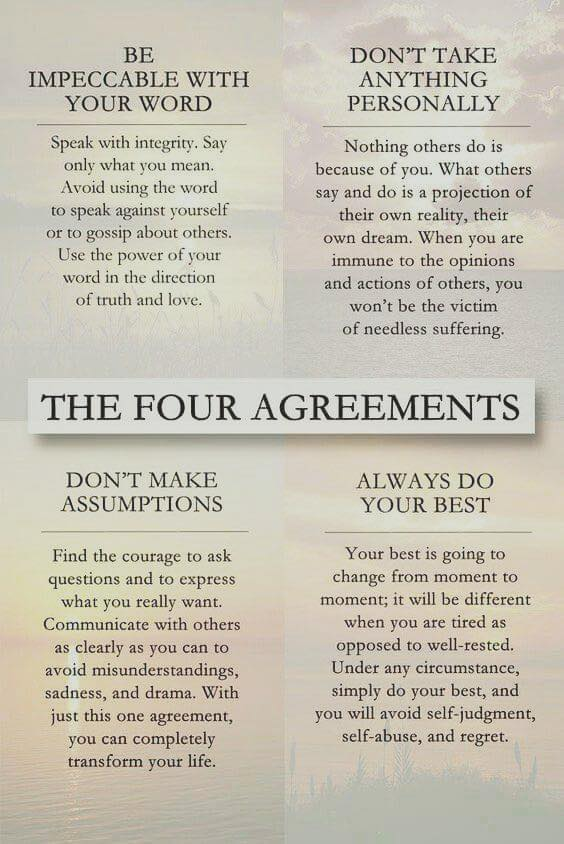 BE
IMPECCABLE WITH
YOUR WORD
Speak with integrity. Say
only what you mean.
Avoid using the word
to speak against yourself
or to gossip about others.
Use the power of your
word in the direction
of truth and love.
DON'T TAKE
ANYTHING
PERSONALLY
Nothing others do is
because of you. What others
say and do is a projection of
their own reality, their
own dream. When you are
immune to the opinions
and actions of others, you
won't be the victim
of needless suffering.
THE FOUR AGREEMENTS
DON'T MAKE
ASSUMPTIONS
Find the courage to ask
questions and to express
what you really want.
Communicate with others
as clearly as you can to
avoid misunderstandings,
sadness, and drama. With
just this one agreement,
you can completely
transform your life.
ALWAYS DO
YOUR BEST
Your best is going to
change from moment to
moment; it will be different
when you are tired as
opposed to well-rested.
Under any circumstance,
simply do your best, and
you will avoid self-judgment,
self-abuse, and regret.